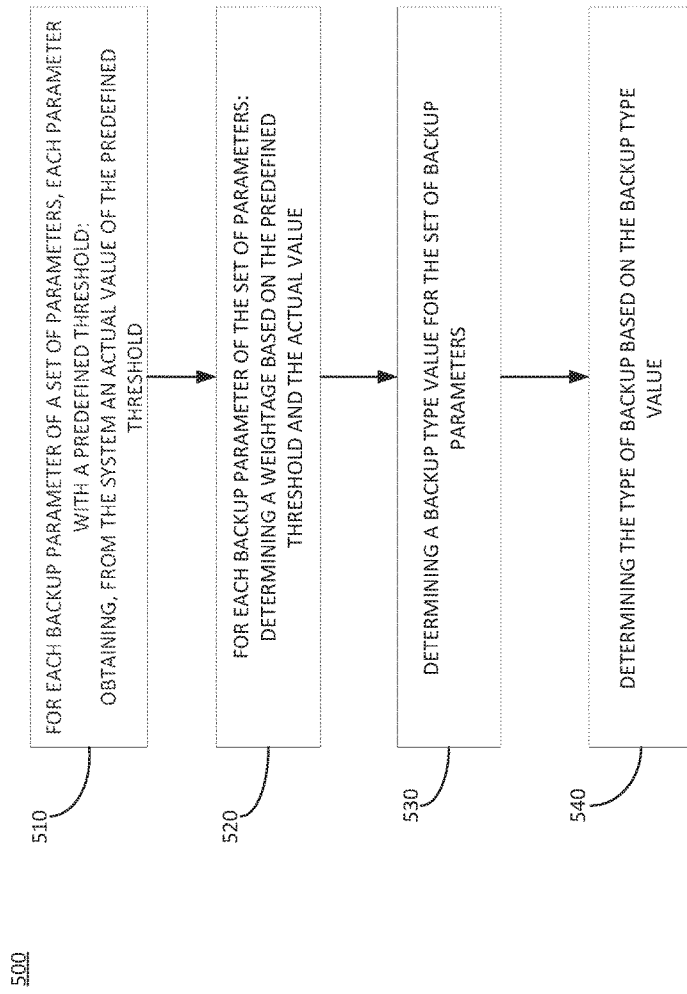 500
510
FOR EACH BACKUP PARAMETER OF A SET OF PARAMETERS, EACH PARAMETER
WITH A PREDEFINED THRESHOLD:
OBTAINING, FROM THE SYSTEM AN ACTUAL VALUE OF THE PREDEFINED
THRESHOLD
520
FOR EACH BACKUP PARAMETER OF THE SET OF PARAMETERS:
DETERMINING A WEIGHTAGE BASED ON THE PREDEFINED
THRESHOLD AND THE ACTUAL VALUE
530
DETERMINING A BACKUP TYPE VALUE FOR THE SET OF BACKUP
PARAMETERS
540
DETERMINING THE TYPE OF BACKUP BASED ON THE BACKUP TYPE
VALUE